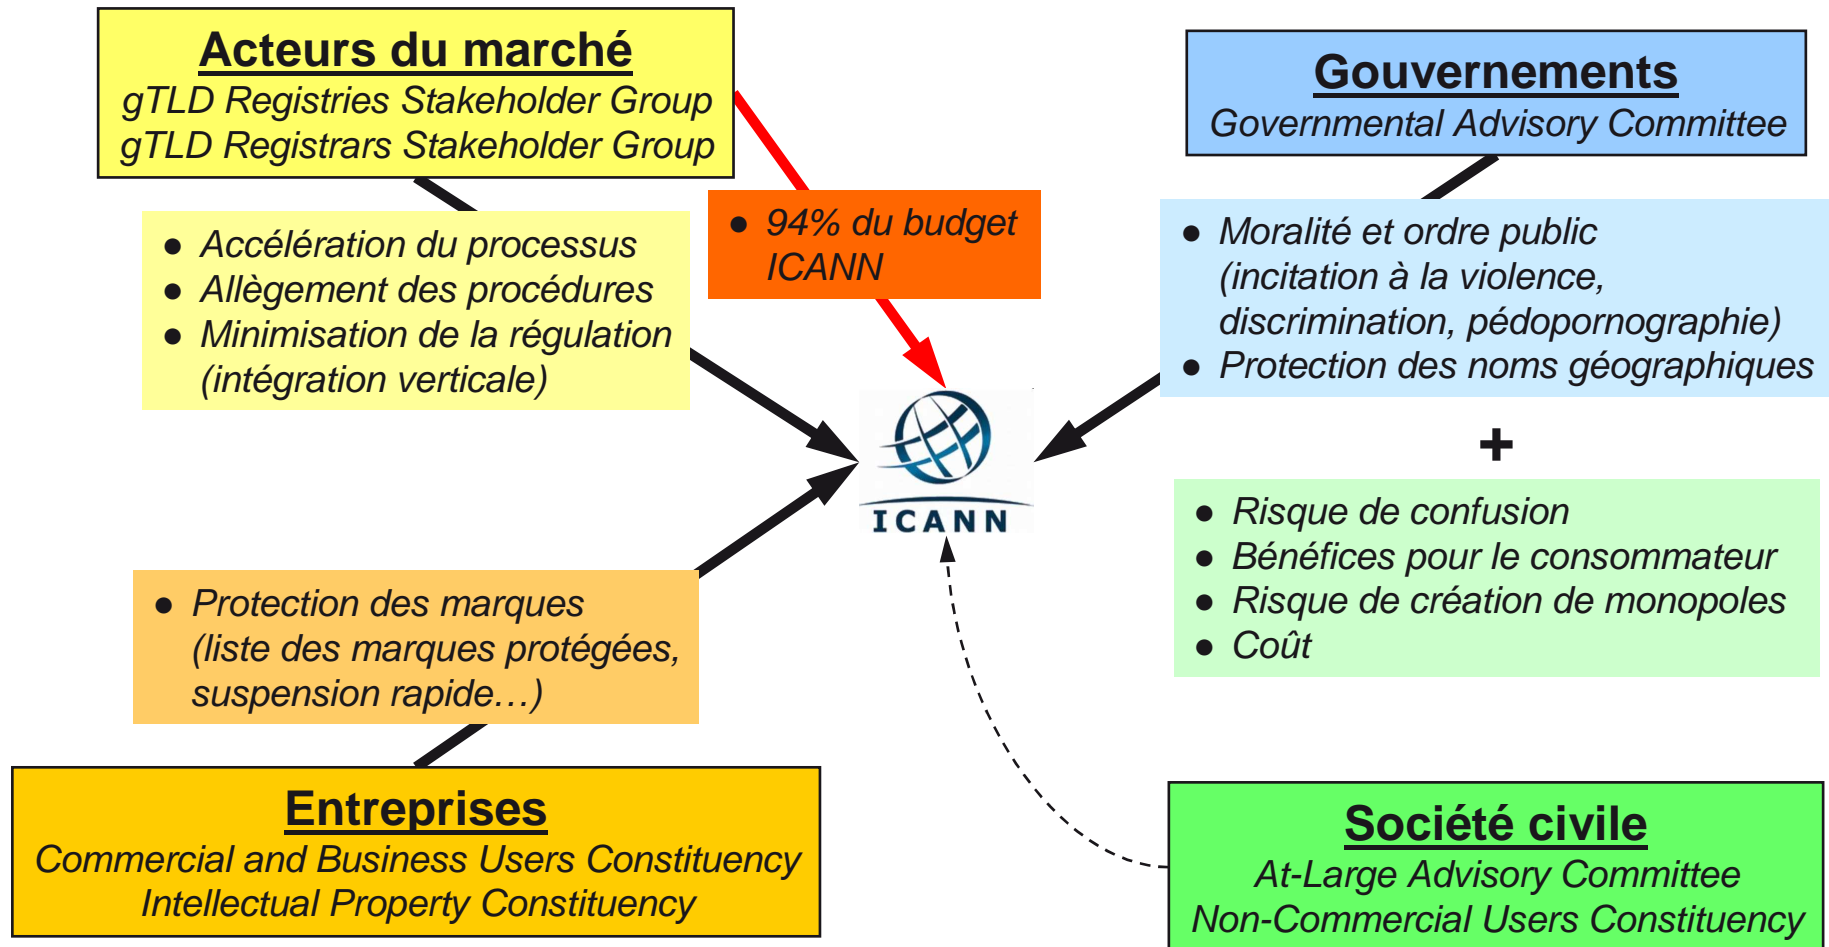 Acteurs du marché
gTLD Registries Stakeholder Group
gTLD Registrars Stakeholder Group
● Accélération du processus
● Allègement des procédures
● Minimisation de la régulation
(intégration verticale)
● 94% du budget
ICANN
Gouvernements
Governmental Advisory Committee
● Moralité et ordre public
(incitation à la violence,
discrimination, pédopornographie)
● Protection des noms géographiques
+
● Risque de confusion
● Bénéfices pour le consommateur
● Risque de création de monopoles
● Coût
ICANN
● Protection des marques
(liste des marques protégées,
suspension rapide…)
Entreprises
Commercial and Business Users Constituency
Intellectual Property Constituency
Société civile
At-Large Advisory Committee
Non-Commercial Users Constituency